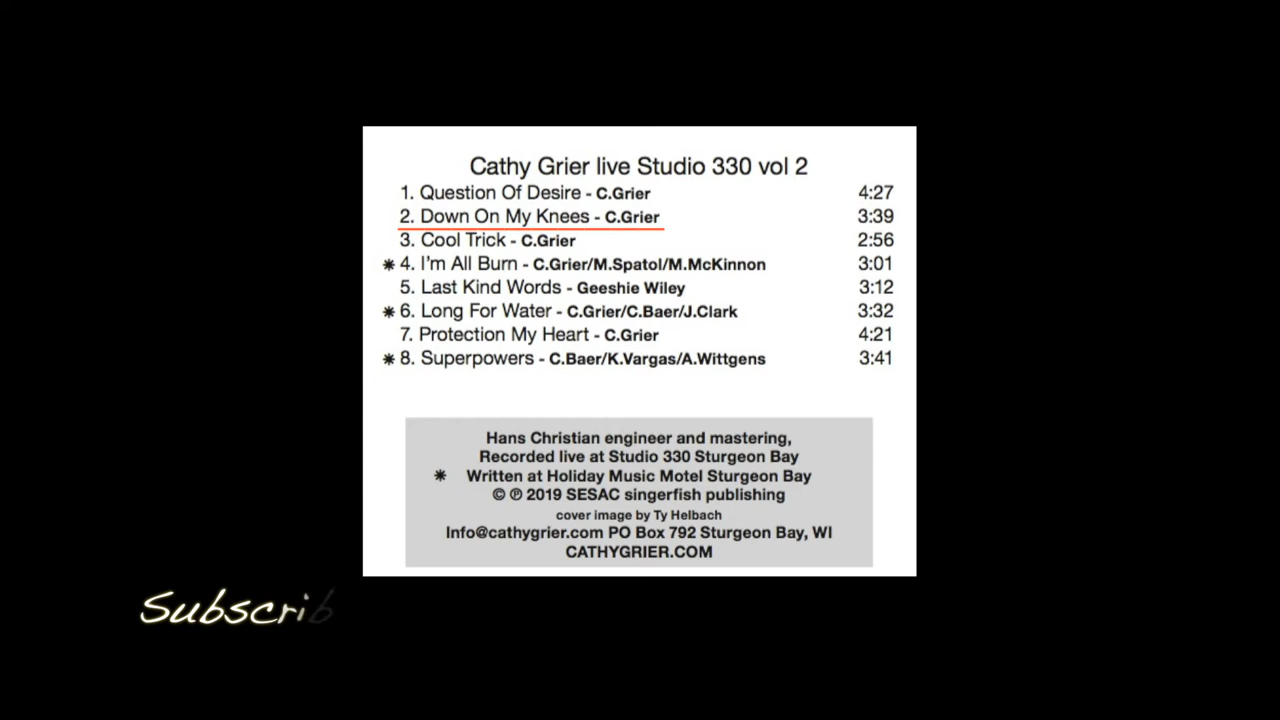 Cathy Grier live Studio 330 vol 2
1. Question Of Desire - C.Grier 4:27
2. Down On My Knees - C.Grier 3:39
3. Cool Trick - C.Grier 2:56
✷ 4. I'm All Burn - C.Grier/M.Spatol/M.McKinnon 3:01
5. Last Kind Words - Geeshie Wiley 3:12
✷ 6. Long For Water - C.Grier/C.Baer/J.Clark 3:32
7. Protection My Heart - C.Grier 4:21
✷ 8. Superpowers - C.Baer/K.Vargas/A.Wittgens 3:41
Hans Christian engineer and mastering,
Recorded live at Studio 330 Sturgeon Bay
✷ Written at Holiday Music Motel Sturgeon Bay
© ℗ 2019 SESAC singerfish publishing
cover image by Ty Helbach
Info@cathygrier.com PO Box 792 Sturgeon Bay, WI
CATHYGRIER.COM
Subscrib